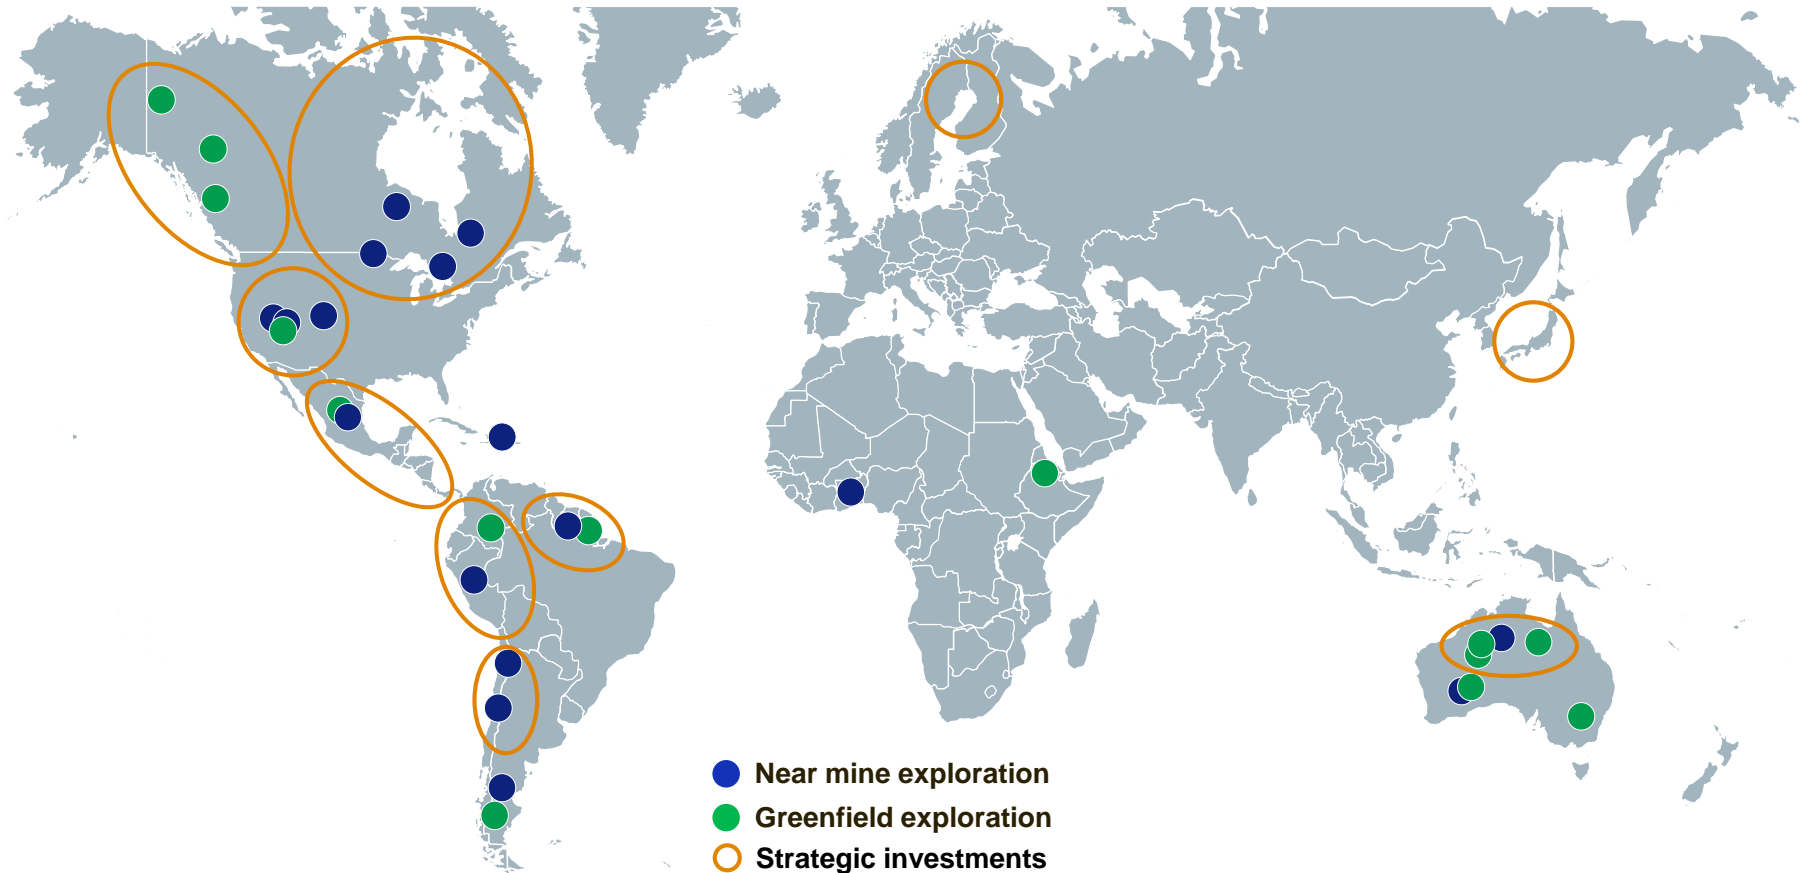 Near mine exploration
Greenfield exploration
Strategic investments